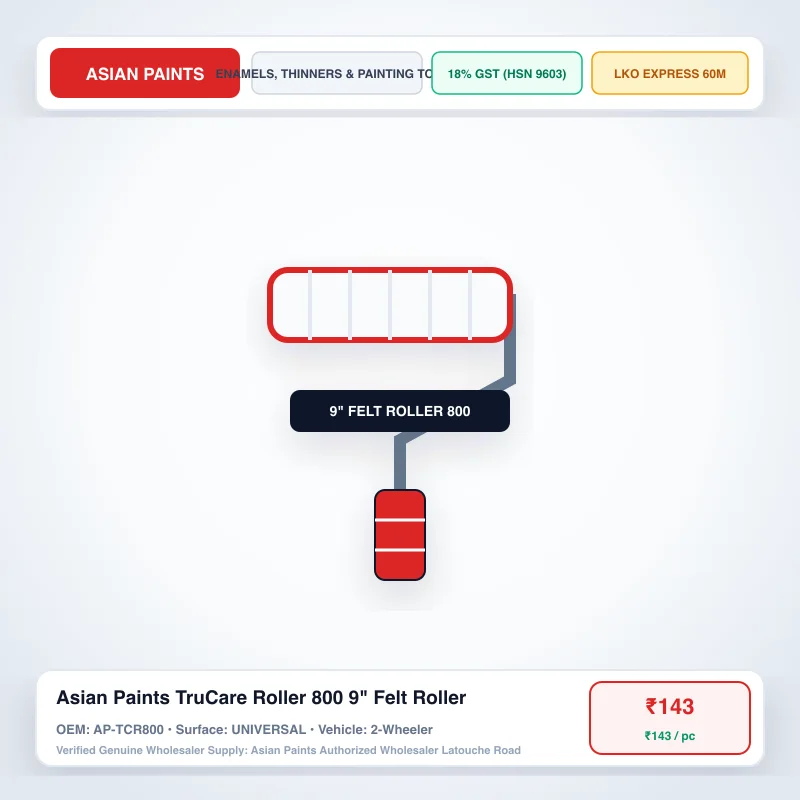 ASIAN PAINTS
ENAMELS, THINNERS & PAINTING TO
18% GST (HSN 9603)
LKO EXPRESS 60M
9" FELT ROLLER 800
Asian Paints TruCare Roller 800 9" Felt Roller
₹143
OEM: AP-TCR800 • Surface: UNIVERSAL • Vehicle: 2-Wheeler
₹143 / pc
Verified Genuine Wholesaler Supply: Asian Paints Authorized Wholesaler Latouche Road